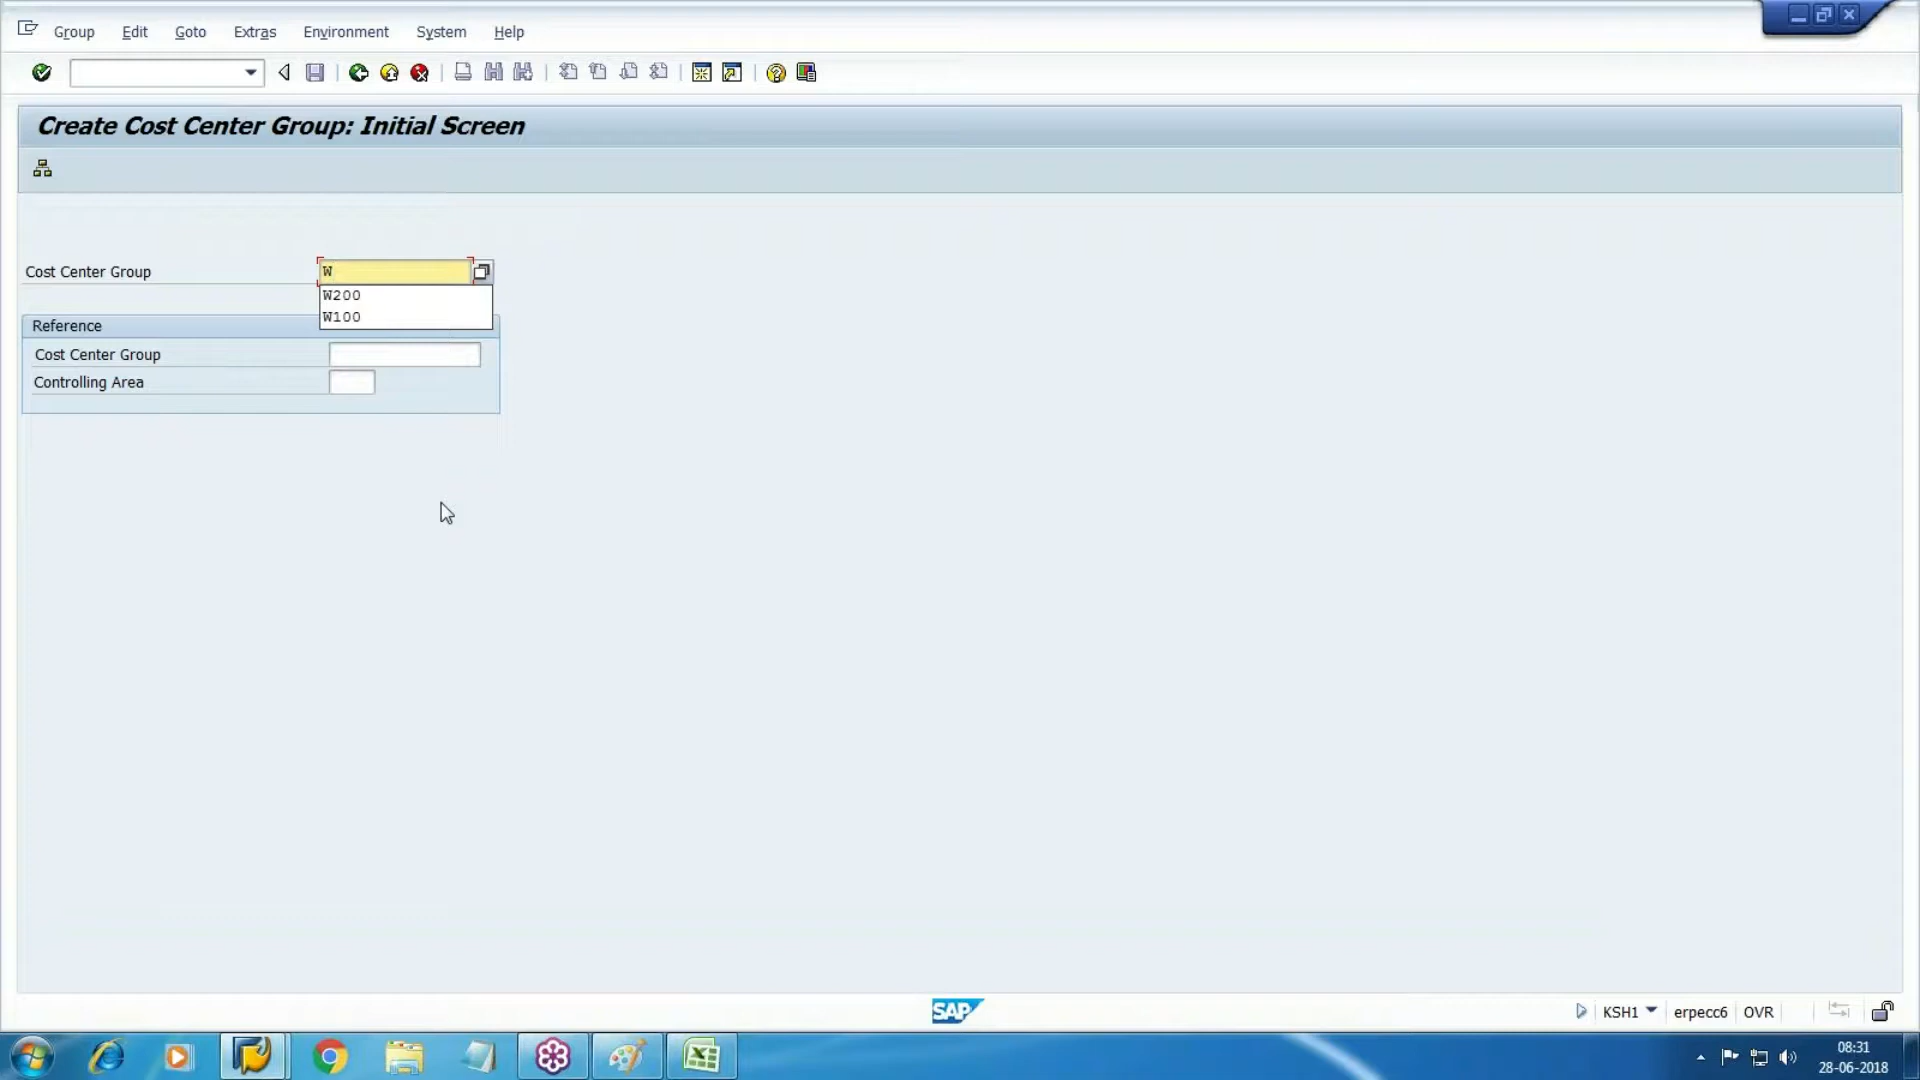 Group Edit Goto Extras Environment System Help
Create Cost Center Group: Initial Screen
Cost Center Group W
W200
W100
Reference
Cost Center Group
Controlling Area
SAP
KSH1 erpecc6 OVR
08:31
28-06-2018